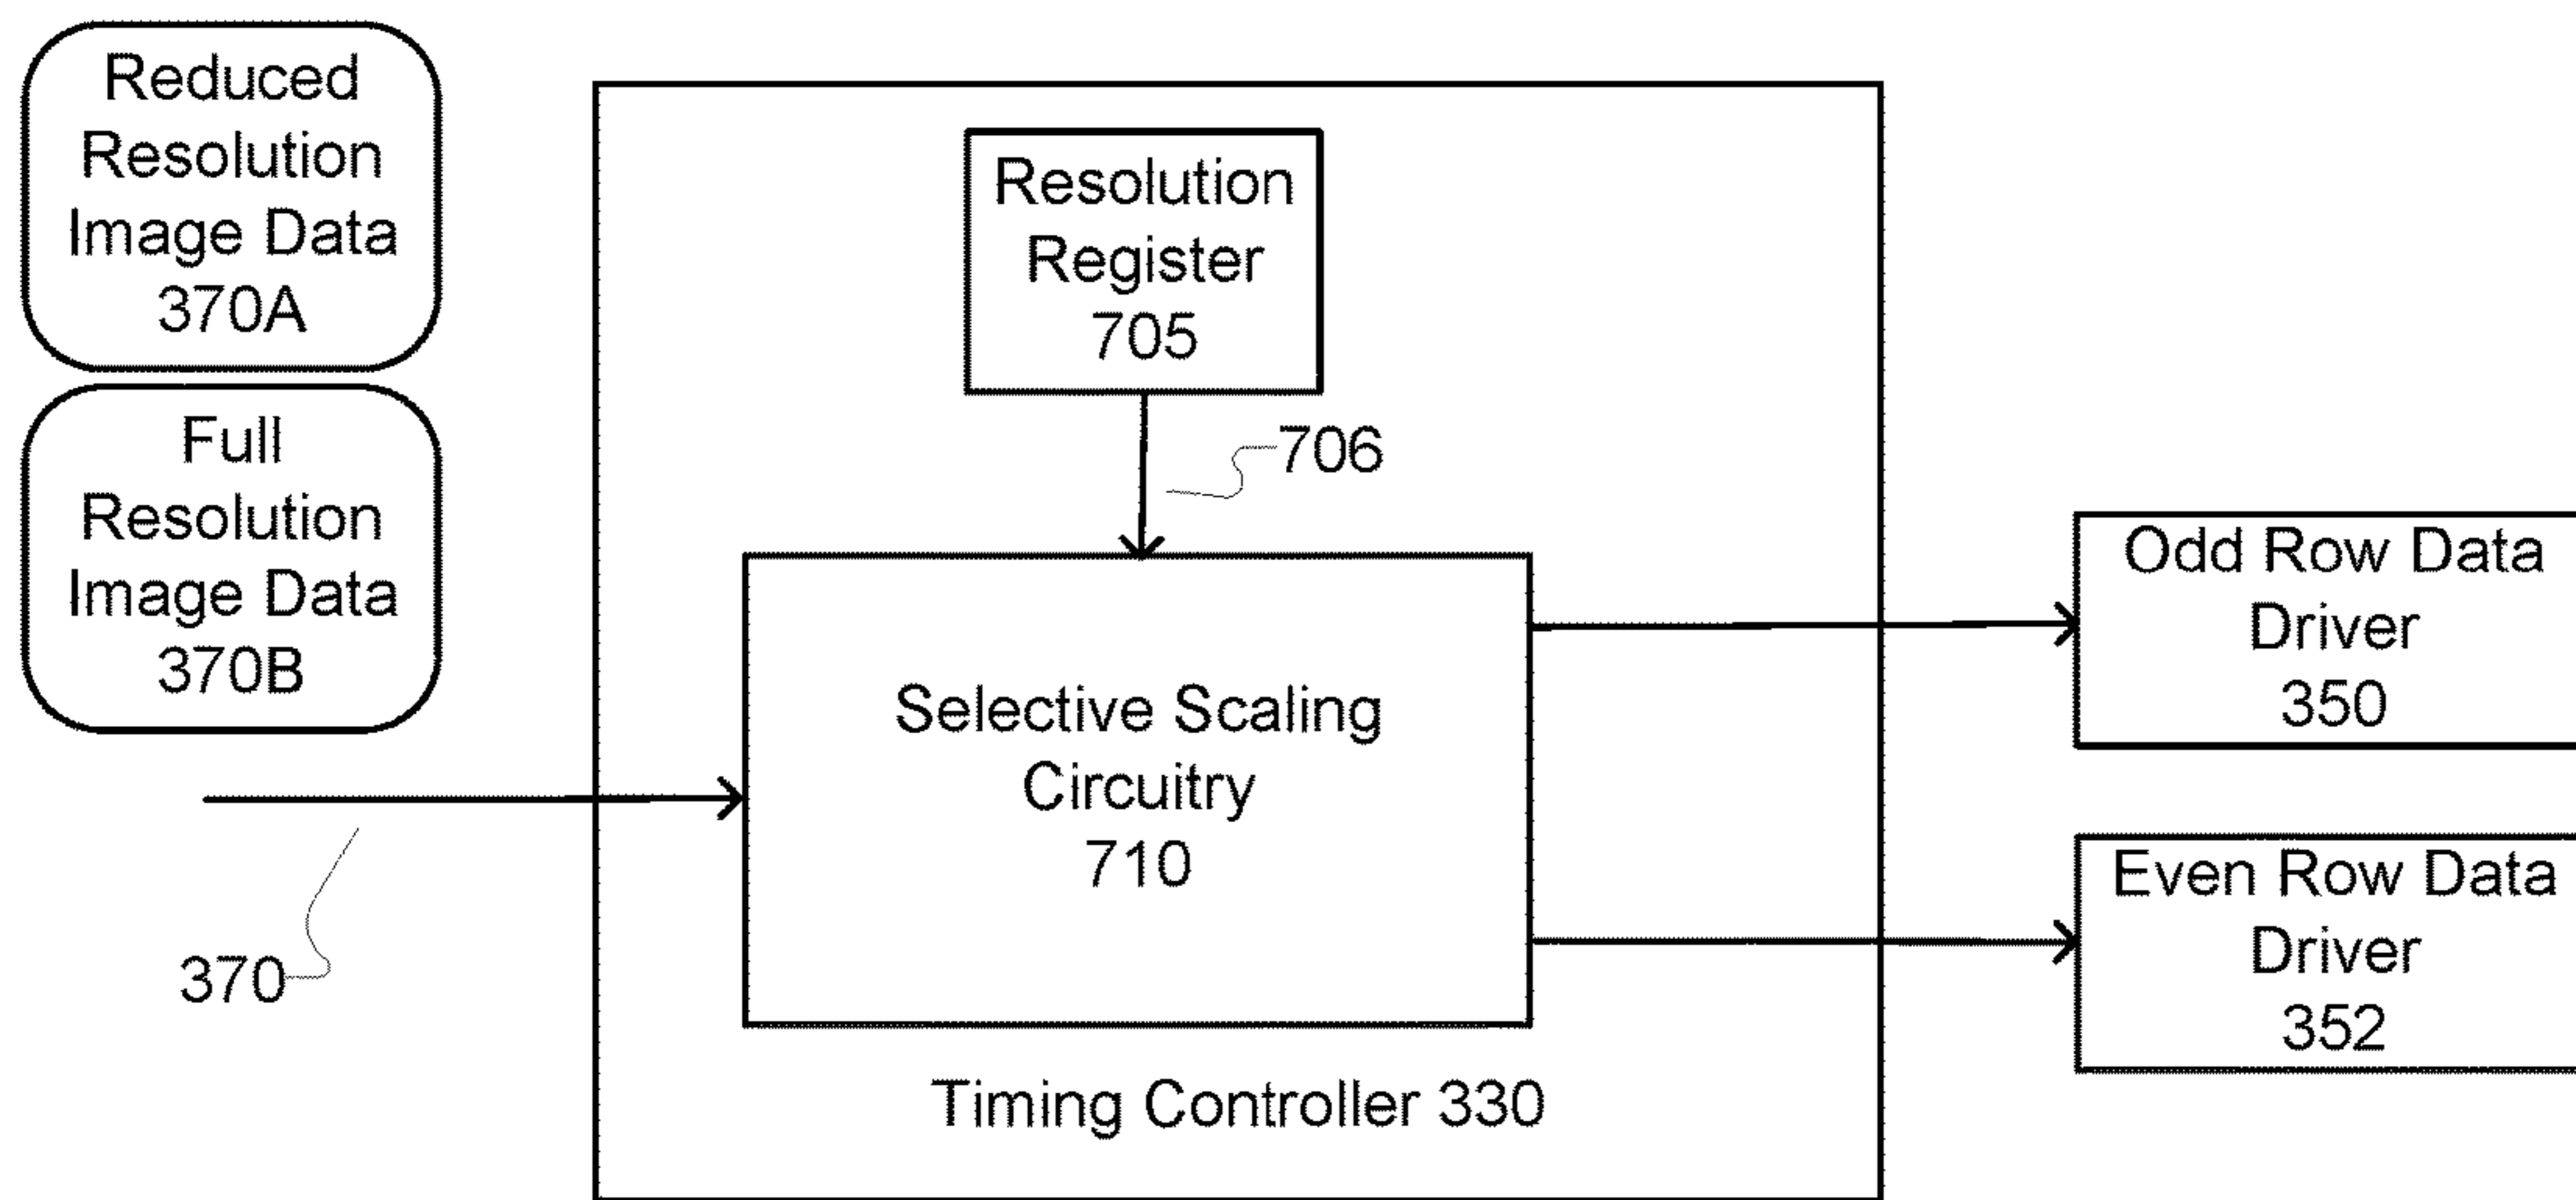 Reduced
Resolution
Image Data
370A
Full
Resolution
Image Data
370B
370
Resolution
Register
705
706
Selective Scaling
Circuitry
710
Timing Controller 330
Odd Row Data
Driver
350
Even Row Data
Driver
352